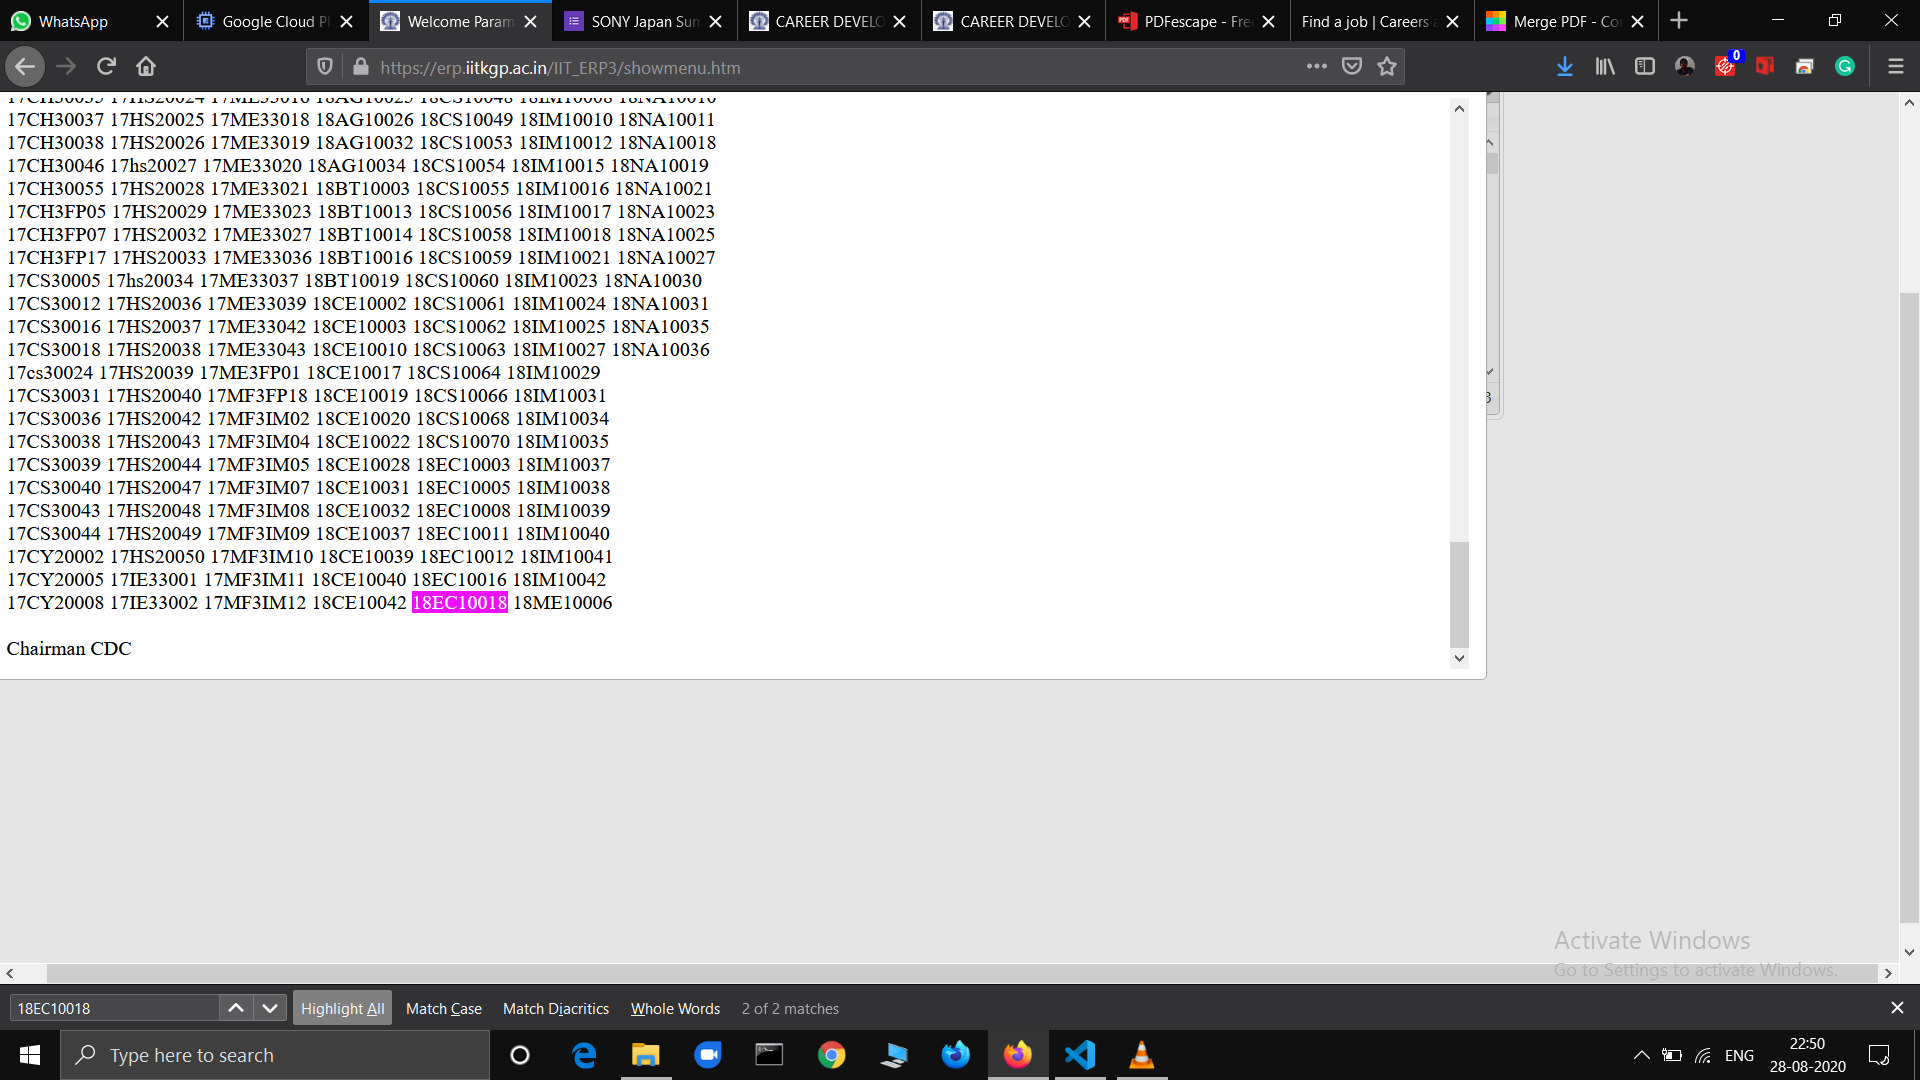 WhatsApp
Google Cloud Pl
Welcome Param
SONY Japan Sum
CAREER DEVELO
CAREER DEVELO
PDFescape - Free
Find a job | Careers a
Merge PDF - Co
https://erp.iitkgp.ac.in/IIT_ERP3/showmenu.htm
0
17CH30035 17HS20024 17ME33016 18AG10025 18CS10048 18IM10008 18NA10010
17CH30037 17HS20025 17ME33018 18AG10026 18CS10049 18IM10010 18NA10011
17CH30038 17HS20026 17ME33019 18AG10032 18CS10053 18IM10012 18NA10018
17CH30046 17hs20027 17ME33020 18AG10034 18CS10054 18IM10015 18NA10019
17CH30055 17HS20028 17ME33021 18BT10003 18CS10055 18IM10016 18NA10021
17CH3FP05 17HS20029 17ME33023 18BT10013 18CS10056 18IM10017 18NA10023
17CH3FP07 17HS20032 17ME33027 18BT10014 18CS10058 18IM10018 18NA10025
17CH3FP17 17HS20033 17ME33036 18BT10016 18CS10059 18IM10021 18NA10027
17CS30005 17hs20034 17ME33037 18BT10019 18CS10060 18IM10023 18NA10030
17CS30012 17HS20036 17ME33039 18CE10002 18CS10061 18IM10024 18NA10031
17CS30016 17HS20037 17ME33042 18CE10003 18CS10062 18IM10025 18NA10035
17CS30018 17HS20038 17ME33043 18CE10010 18CS10063 18IM10027 18NA10036
17cs30024 17HS20039 17ME3FP01 18CE10017 18CS10064 18IM10029
17CS30031 17HS20040 17MF3FP18 18CE10019 18CS10066 18IM10031
17CS30036 17HS20042 17MF3IM02 18CE10020 18CS10068 18IM10034
17CS30038 17HS20043 17MF3IM04 18CE10022 18CS10070 18IM10035
17CS30039 17HS20044 17MF3IM05 18CE10028 18EC10003 18IM10037
17CS30040 17HS20047 17MF3IM07 18CE10031 18EC10005 18IM10038
17CS30043 17HS20048 17MF3IM08 18CE10032 18EC10008 18IM10039
17CS30044 17HS20049 17MF3IM09 18CE10037 18EC10011 18IM10040
17CY20002 17HS20050 17MF3IM10 18CE10039 18EC10012 18IM10041
17CY20005 17IE33001 17MF3IM11 18CE10040 18EC10016 18IM10042
17CY20008 17IE33002 17MF3IM12 18CE10042 18EC10018 18ME10006
Chairman CDC
3
Activate Windows
Go to Settings to activate Windows.
18EC10018
Highlight All
Match Case
Match Diacritics
Whole Words
2 of 2 matches
Type here to search
ENG
22:50
28-08-2020